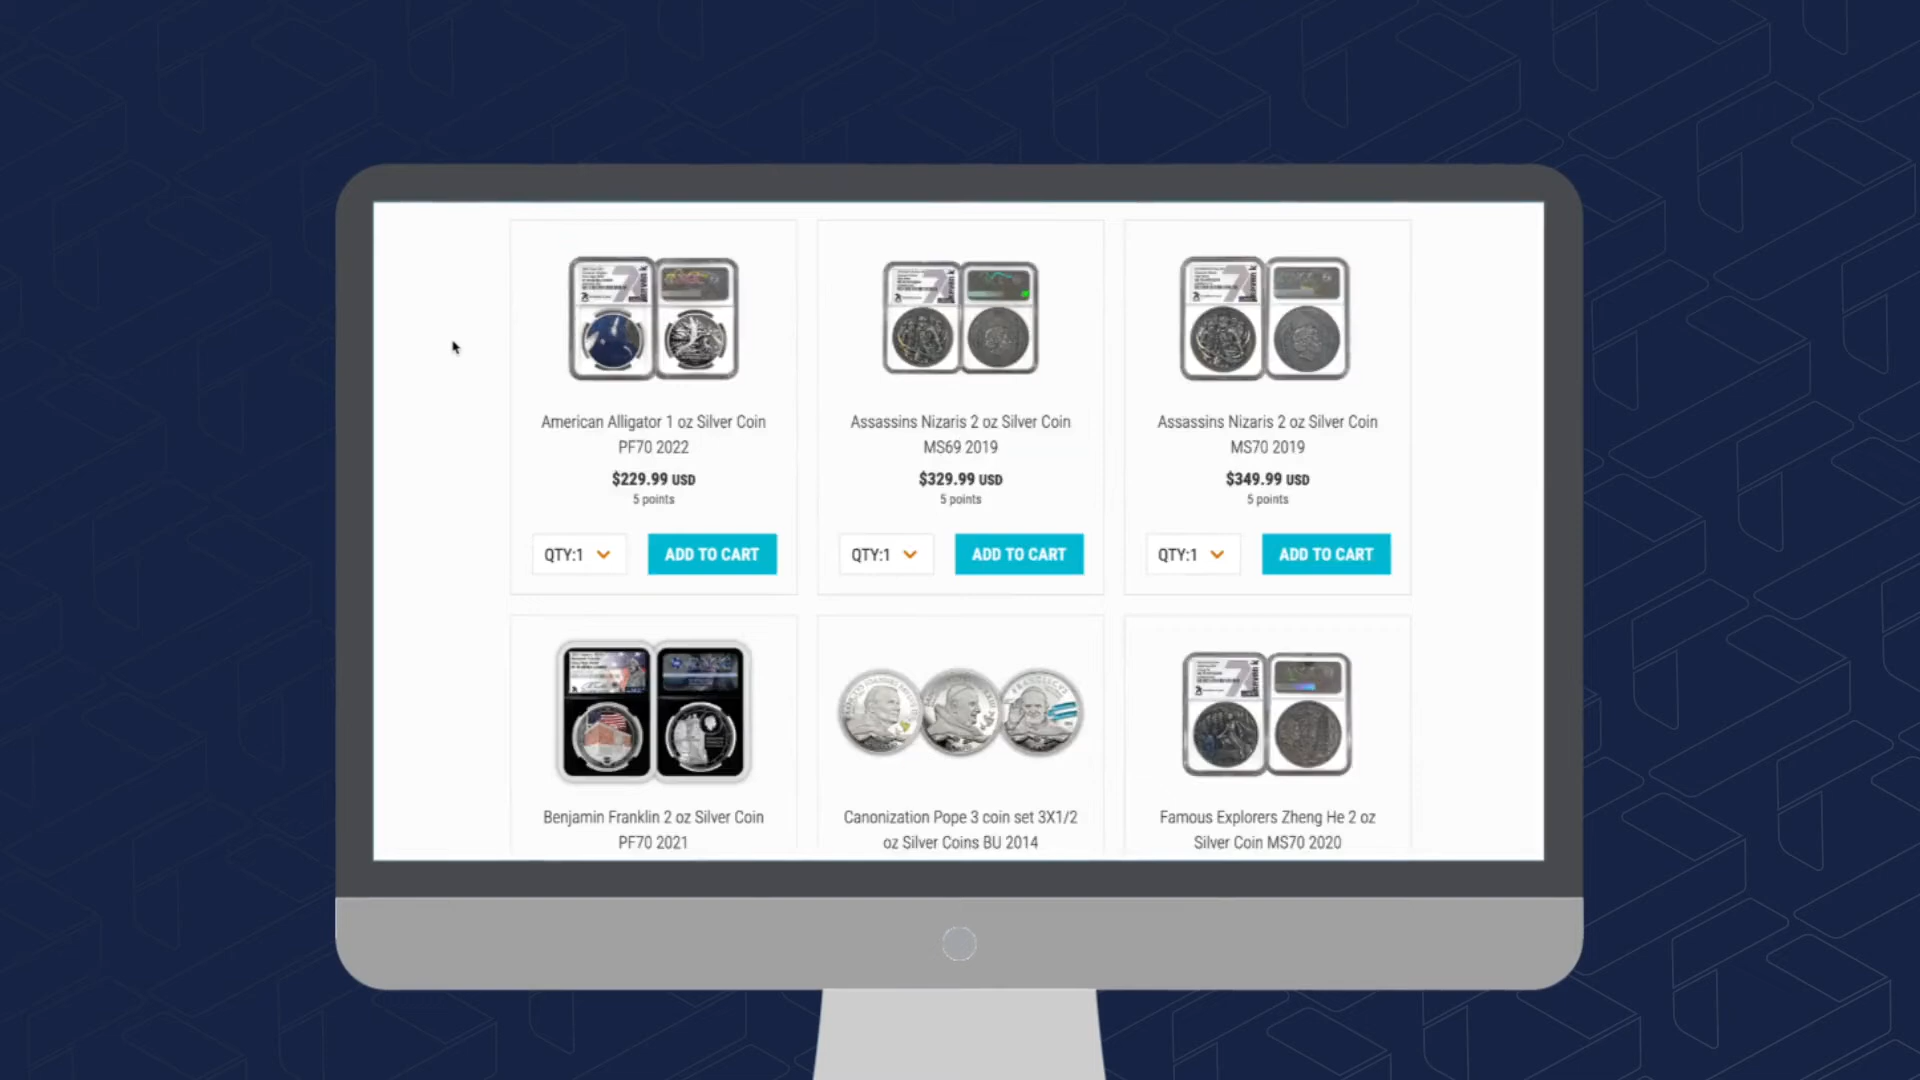 American Alligator 1 oz Silver Coin
PF70 2022
$229.99 USD
5 points
QTY:1
ADD TO CART
Assassins Nizaris 2 oz Silver Coin
MS69 2019
$329.99 USD
5 points
QTY:1
ADD TO CART
Assassins Nizaris 2 oz Silver Coin
MS70 2019
$349.99 USD
5 points
QTY:1
ADD TO CART
Benjamin Franklin 2 oz Silver Coin
PF70 2021
Canonization Pope 3 coin set 3X1/2
oz Silver Coins BU 2014
Famous Explorers Zheng He 2 oz
Silver Coin MS70 2020